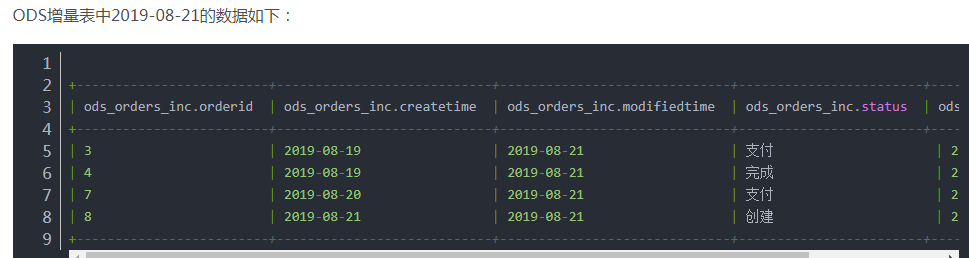 ODS增量表中2019-08-21的数据如下：
1
2 +-----------------------+--------------------------+----------------------------+-----------------------+----
3 | ods_orders_inc.orderid | ods_orders_inc.createtime | ods_orders_inc.modifiedtime | ods_orders_inc.status | ods
4 +-----------------------+--------------------------+----------------------------+-----------------------+----
5 | 3 | 2019-08-19 | 2019-08-21 | 支付 | 2
6 | 4 | 2019-08-19 | 2019-08-21 | 完成 | 2
7 | 7 | 2019-08-20 | 2019-08-21 | 支付 | 2
8 | 8 | 2019-08-21 | 2019-08-21 | 创建 | 2
9 +-----------------------+--------------------------+----------------------------+-----------------------+----